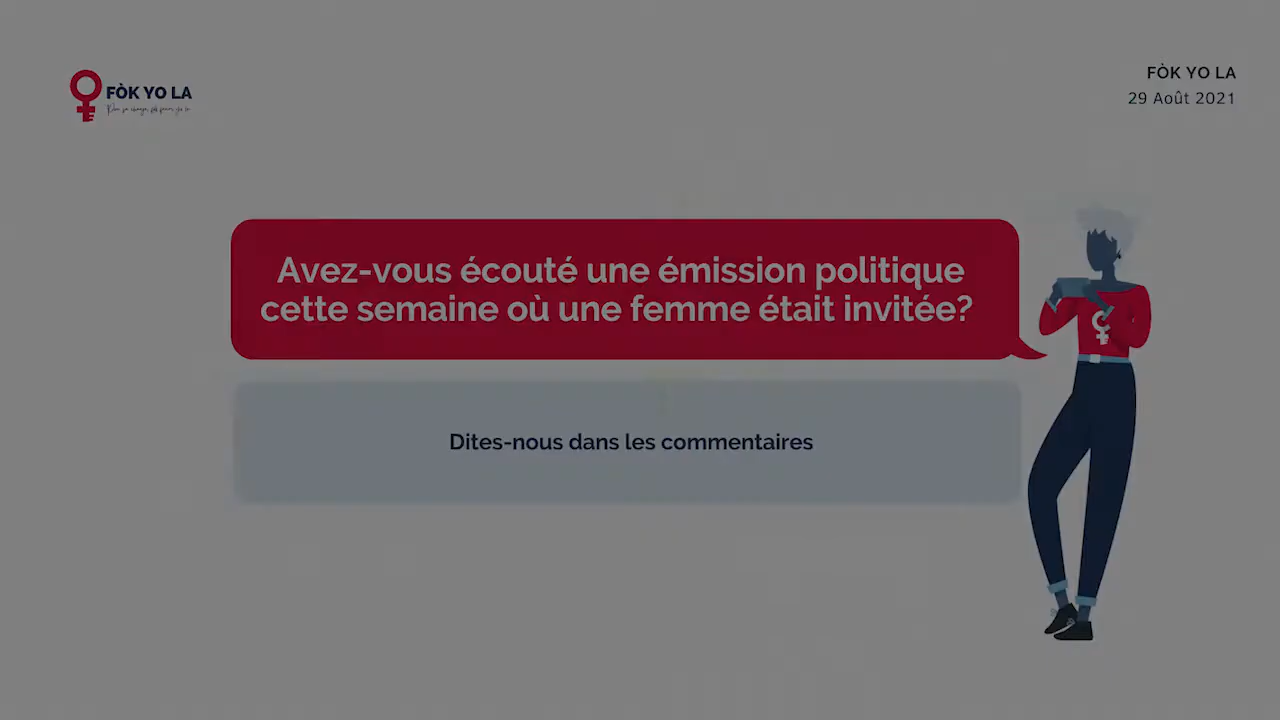 FÒK YO LA
FÒK YO LA
29 Août 2021
Avez-vous écouté une émission politique
cette semaine où une femme était invitée?
Dites-nous dans les commentaires